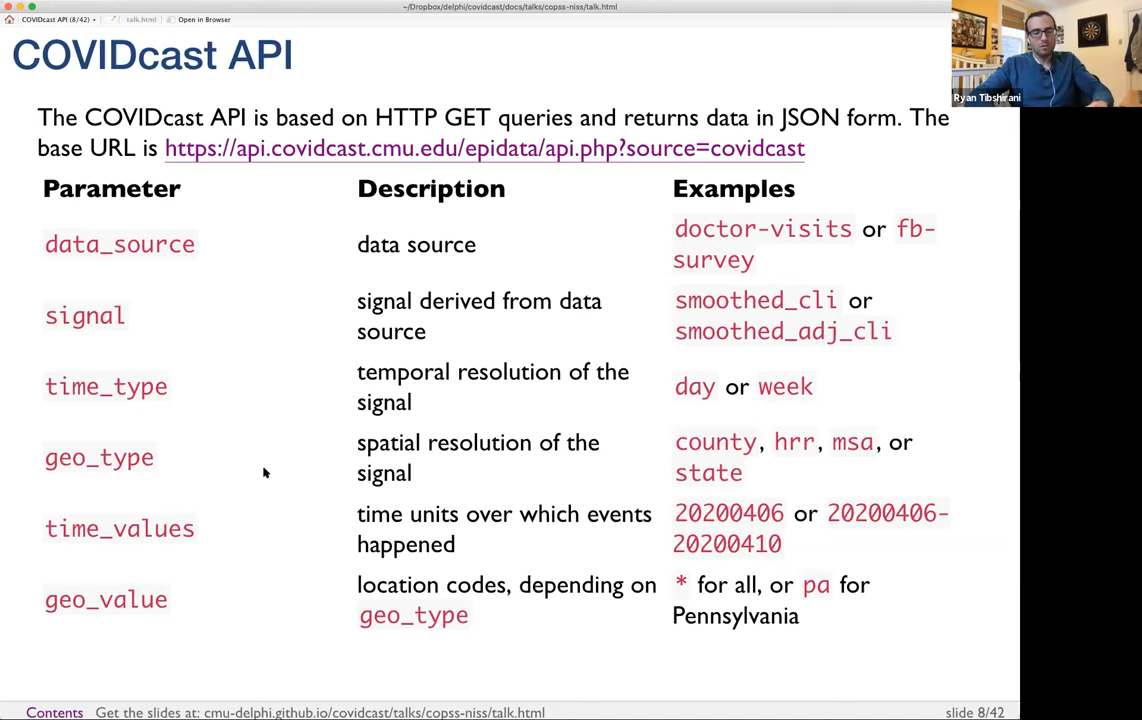 ~/Dropbox/delphi/covidcast/docs/talks/copss-niss/talk.html
COVIDcast API (8/42) talk.html Open in Browser
COVIDcast API
Ryan Tibshirani
The COVIDcast API is based on HTTP GET queries and returns data in JSON form. The
base URL is https://api.covidcast.cmu.edu/epidata/api.php?source=covidcast
Parameter Description Examples
data_source data source doctor-visits or fb-
survey
signal signal derived from data
source smoothed_cli or
smoothed_adj_cli
time_type temporal resolution of the
signal day or week
geo_type spatial resolution of the
signal county, hrr, msa, or
state
time_values time units over which events
happened 20200406 or 20200406-
20200410
geo_value location codes, depending on
geo_type * for all, or pa for
Pennsylvania
Contents Get the slides at: cmu-delphi.github.io/covidcast/talks/copss-niss/talk.html slide 8/42